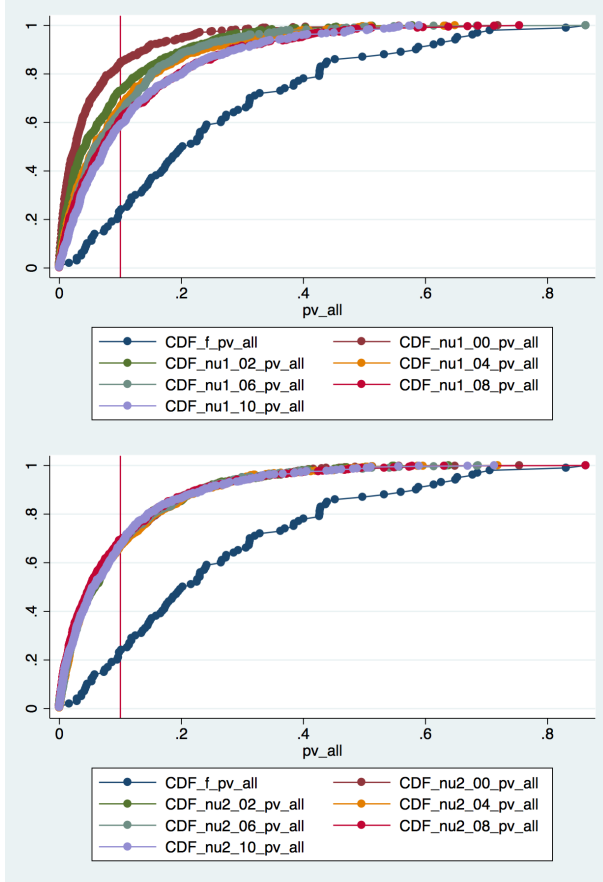 1
.8
.6
.4
.2
0
0 .2 .4 .6 .8
pv_all
CDF_f_pv_all CDF_nu1_00_pv_all
CDF_nu1_02_pv_all CDF_nu1_04_pv_all
CDF_nu1_06_pv_all CDF_nu1_08_pv_all
CDF_nu1_10_pv_all
1
.8
.6
.4
.2
0
0 .2 .4 .6 .8
pv_all
CDF_f_pv_all CDF_nu2_00_pv_all
CDF_nu2_02_pv_all CDF_nu2_04_pv_all
CDF_nu2_06_pv_all CDF_nu2_08_pv_all
CDF_nu2_10_pv_all